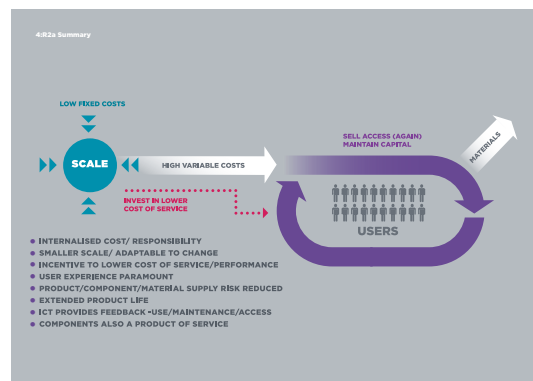 4:R2a Summary
LOW FIXED COSTS
SCALE
HIGH VARIABLE COSTS
SELL ACCESS (AGAIN)
MAINTAIN CAPITAL
MATERIALS
INVEST IN LOWER
COST OF SERVICE
USERS
• INTERNALISED COST/ RESPONSIBILITY
• SMALLER SCALE/ ADAPTABLE TO CHANGE
• INCENTIVE TO LOWER COST OF SERVICE/PERFORMANCE
• USER EXPERIENCE PARAMOUNT
• PRODUCT/COMPONENT/MATERIAL SUPPLY RISK REDUCED
• EXTENDED PRODUCT LIFE
• ICT PROVIDES FEEDBACK -USE/MAINTENANCE/ACCESS
• COMPONENTS ALSO A PRODUCT OF SERVICE